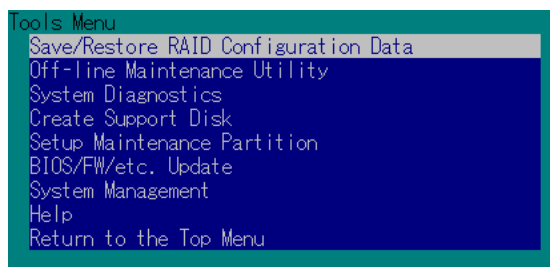 Tools Menu
Save/Restore RAID Configuration Data
Off-line Maintenance Utility
System Diagnostics
Create Support Disk
Setup Maintenance Partition
BIOS/FW/etc. Update
System Management
Help
Return to the Top Menu